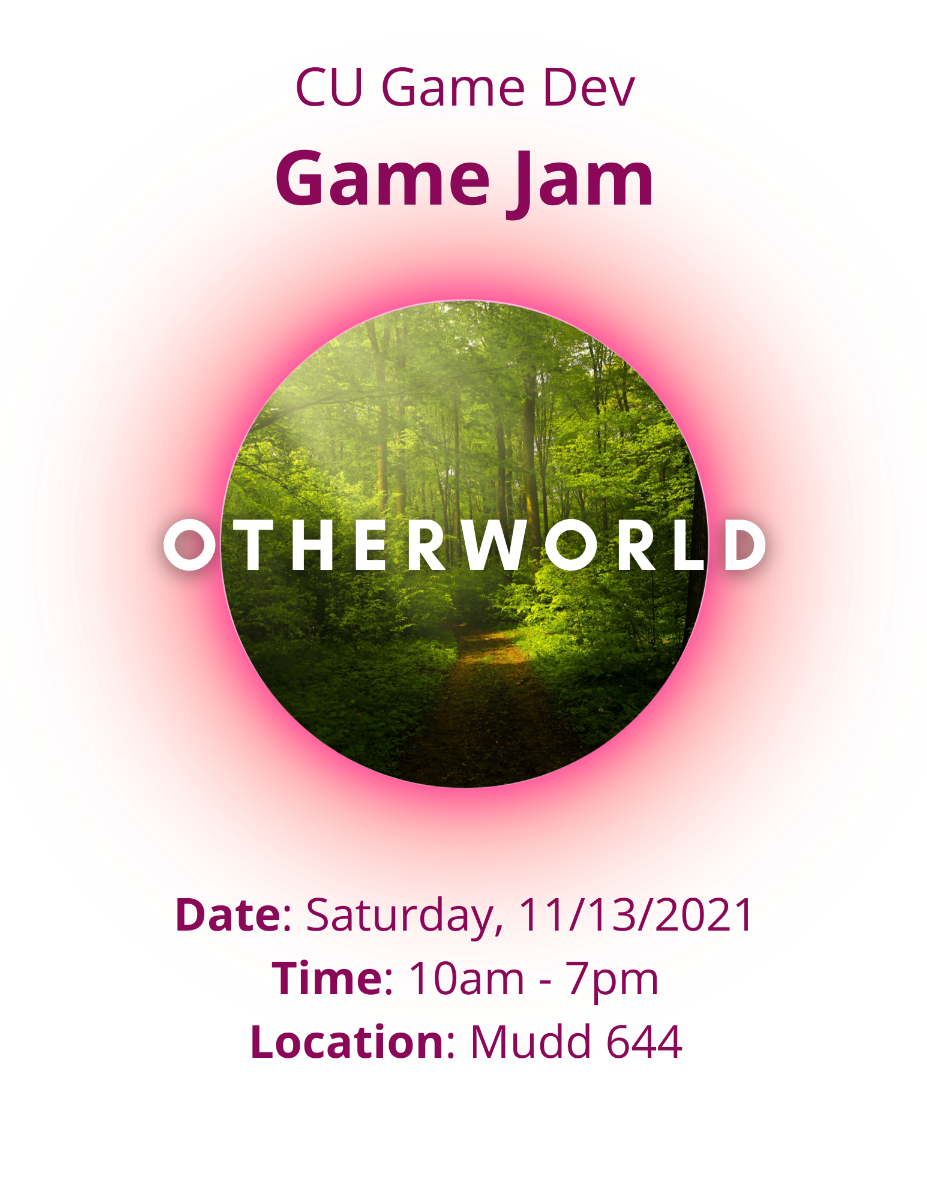 CU Game Dev
Game Jam
OTHERWORLD
Date: Saturday, 11/13/2021
Time: 10am - 7pm
Location: Mudd 644